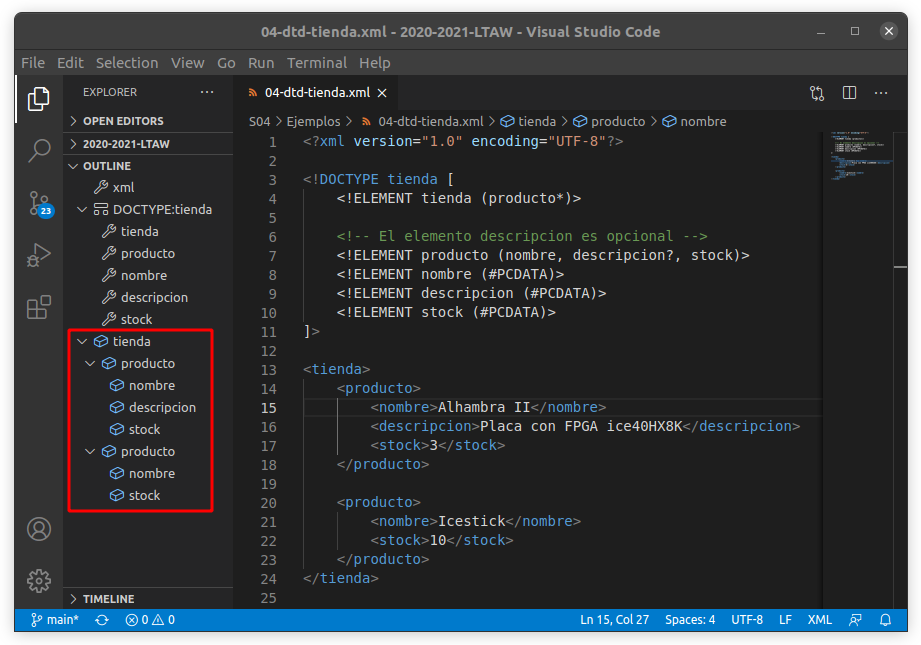 04-dtd-tienda.xml - 2020-2021-LTAW - Visual Studio Code
File Edit Selection View Go Run Terminal Help
EXPLORER ···
OPEN EDITORS
2020-2021-LTAW
OUTLINE
xml
DOCTYPE:tienda
tienda
producto
nombre
descripcion
stock
tienda
producto
nombre
descripcion
stock
producto
nombre
stock
TIMELINE
23
04-dtd-tienda.xml
S04 > Ejemplos > 04-dtd-tienda.xml > tienda > producto > nombre
1 <?xml version="1.0" encoding="UTF-8"?>
2
3 <!DOCTYPE tienda [
4 <!ELEMENT tienda (producto*)>
5
6 <!-- El elemento descripcion es opcional -->
7 <!ELEMENT producto (nombre, descripcion?, stock)>
8 <!ELEMENT nombre (#PCDATA)>
9 <!ELEMENT descripcion (#PCDATA)>
10 <!ELEMENT stock (#PCDATA)>
11 ]>
12
13 <tienda>
14 <producto>
15 <nombre>Alhambra II</nombre>
16 <descripcion>Placa con FPGA ice40HX8K</descripcion>
17 <stock>3</stock>
18 </producto>
19
20 <producto>
21 <nombre>Icestick</nombre>
22 <stock>10</stock>
23 </producto>
24 </tienda>
25
main* 0 0 Ln 15, Col 27 Spaces: 4 UTF-8 LF XML